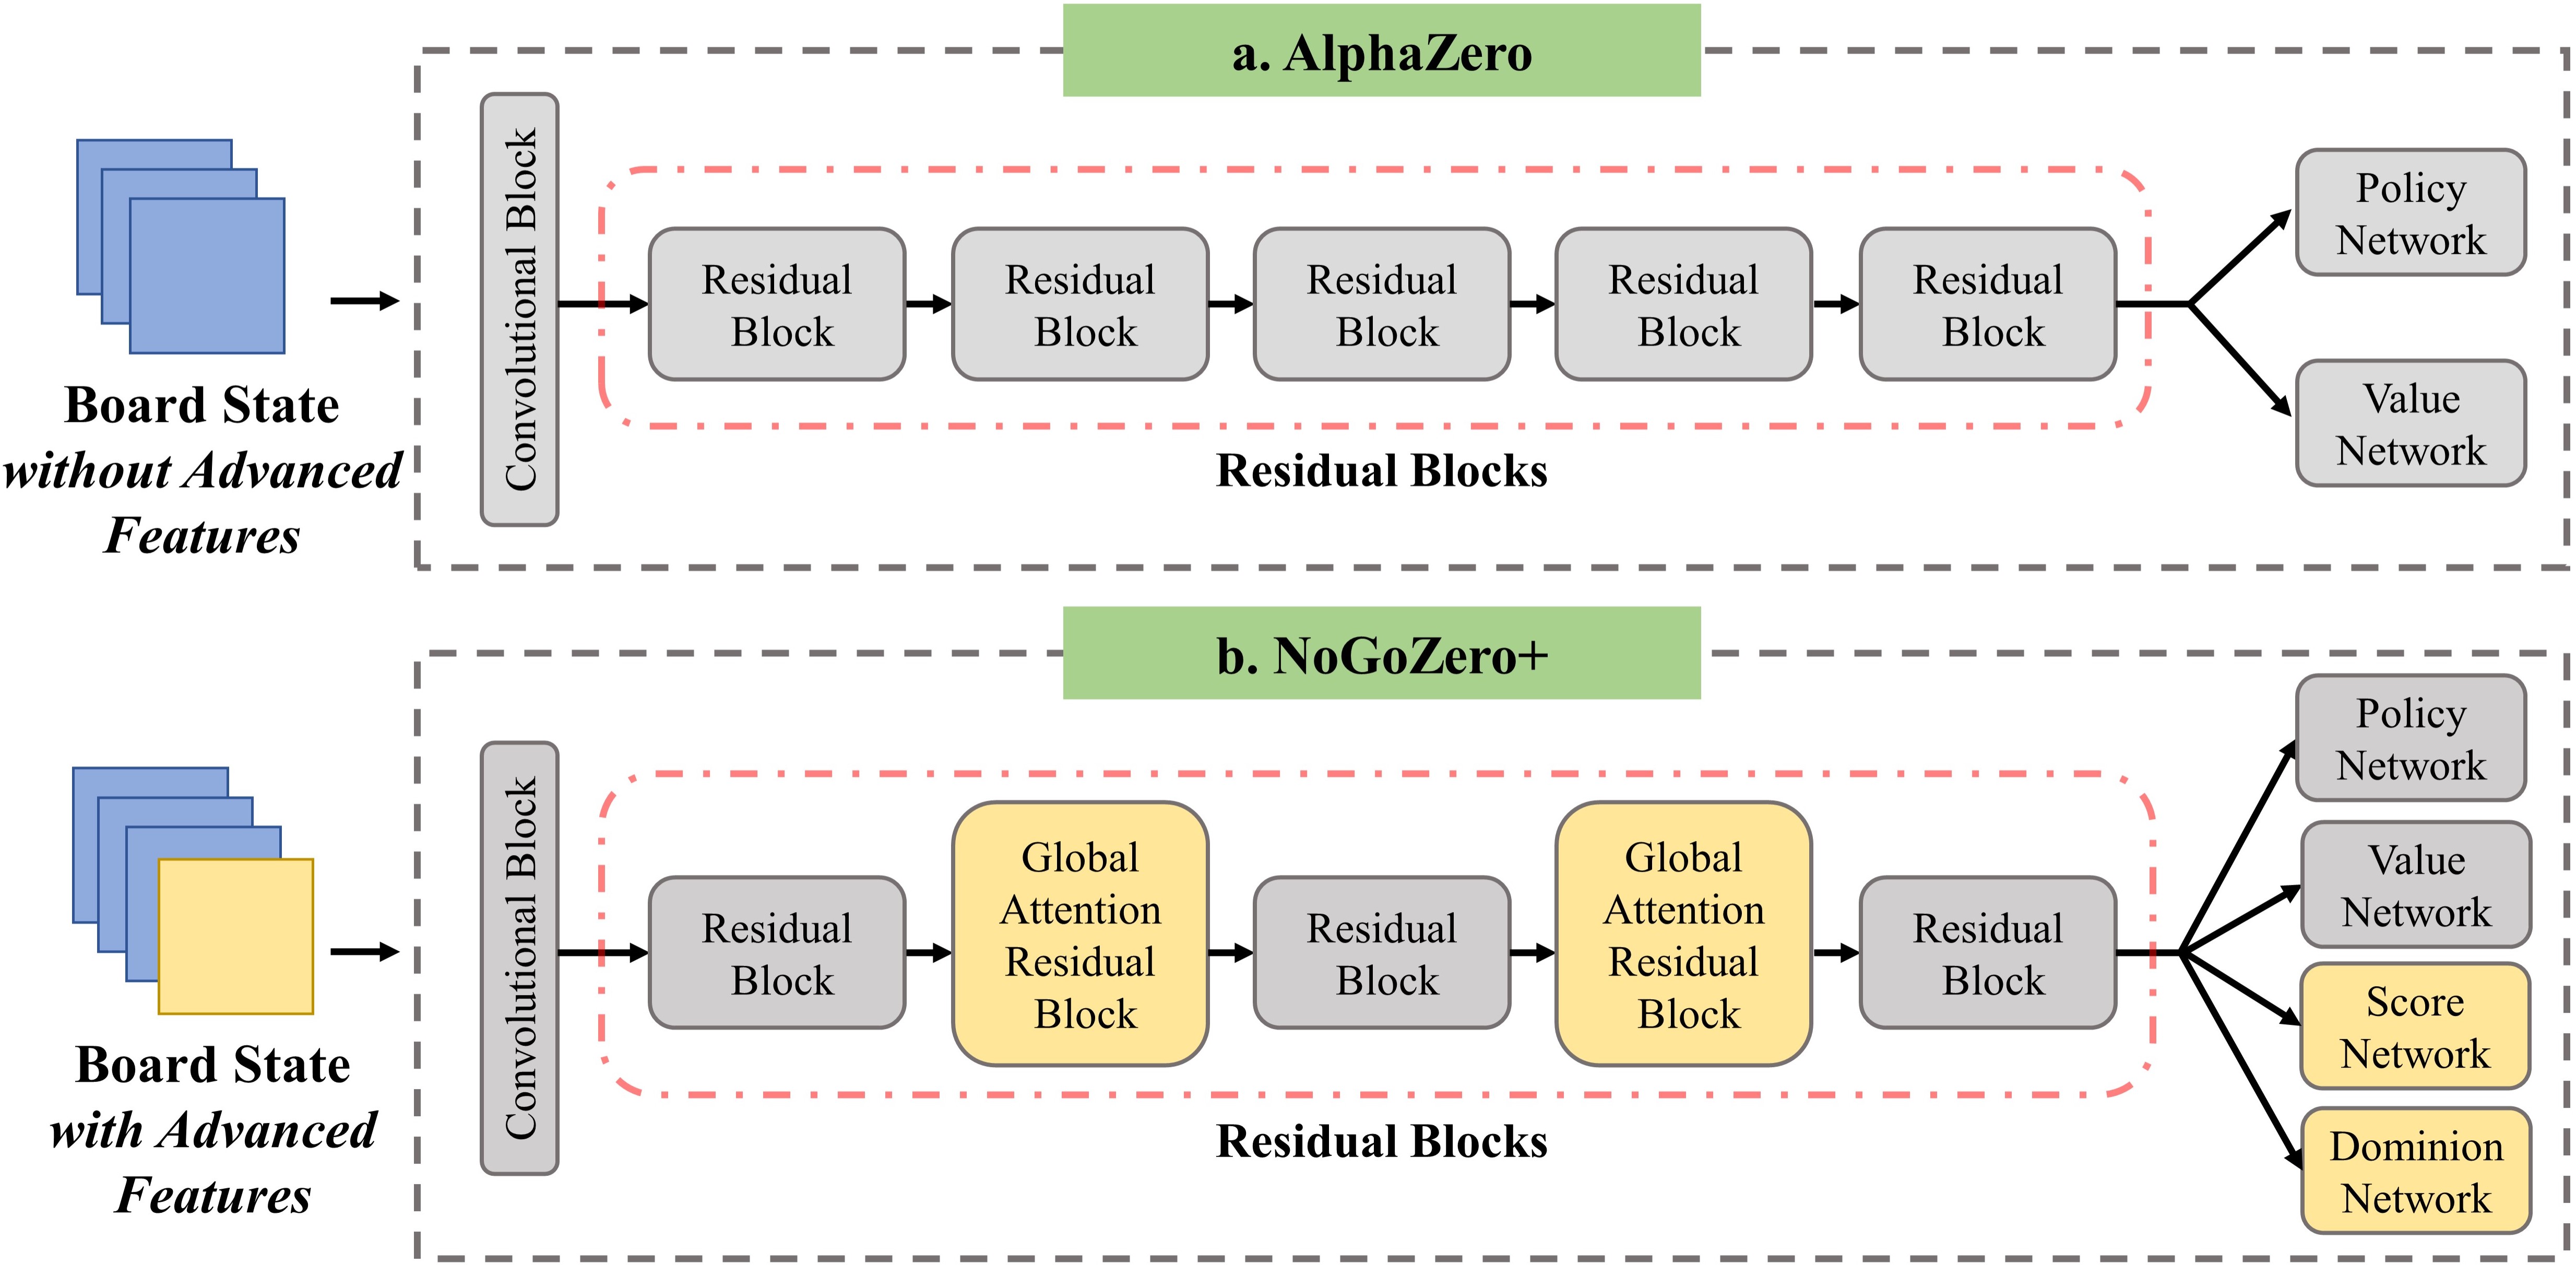 a. AlphaZero
Board State
without Advanced
Features
Convolutional Block
Residual
Block
Residual
Block
Residual
Block
Residual
Block
Residual
Block
Residual Blocks
Policy
Network
Value
Network
b. NoGoZero+
Board State
with Advanced
Features
Convolutional Block
Residual
Block
Global
Attention
Residual
Block
Residual
Block
Global
Attention
Residual
Block
Residual
Block
Residual Blocks
Policy
Network
Value
Network
Score
Network
Dominion
Network